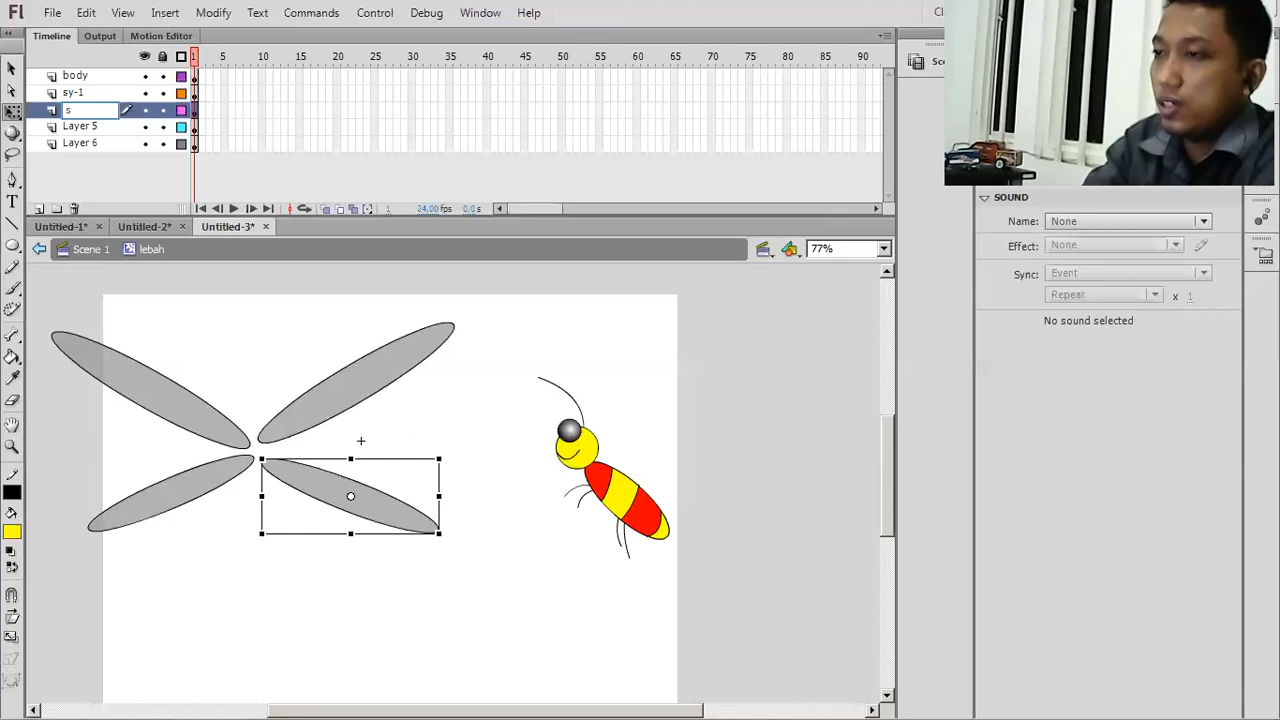 Fl File Edit View Insert Modify Text Commands Control Debug Window Help
Timeline Output Motion Editor
1 5 10 15 20 25 30 35 40 45 50 55 60 65 70 75 80 85 90
body
sy-1
s
Layer 5
Layer 6
1 24.00 fps 0.0 s
Untitled-1* × Untitled-2* × Untitled-3* ×
Scene 1 lebah 77%
SOUND
Name: None
Effect: None
Sync: Event
Repeat x 1
No sound selected